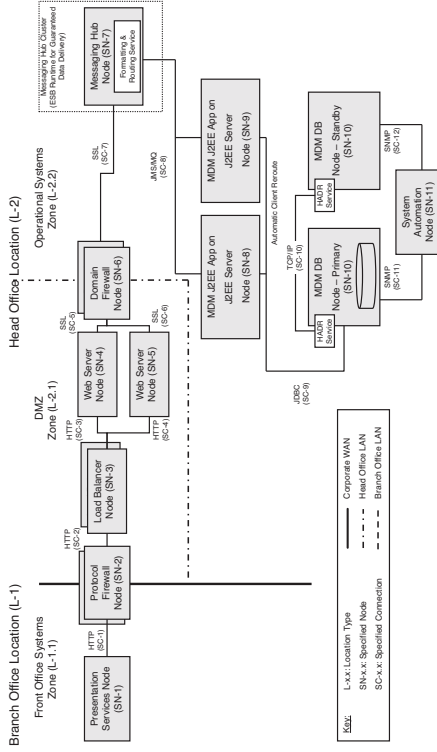 Branch Office Location (L-1)
Head Office Location (L-2)
Front Office Systems
Zone (L-1.1)
DMZ
Zone (L-2.1)
Operational Systems
Zone (L-2.2)
Messaging Hub Cluster
(ESB Runtime for Guaranteed
Data Delivery)
Presentation
Services Node
(SN-1)
HTTP
(SC-1)
Protocol
Firewall
Node (SN-2)
HTTP
(SC-2)
Load Balancer
Node (SN-3)
HTTP
(SC-3)
HTTP
(SC-4)
Web Server
Node (SN-4)
Web Server
Node (SN-5)
SSL
(SC-5)
SSL
(SC-6)
Domain
Firewall
Node (SN-6)
SSL
(SC-7)
Messaging Hub
Node (SN-7)
Formatting &
Routing Service
JMS/MQ
(SC-8)
MDM J2EE App on
J2EE Server
Node (SN-8)
MDM J2EE App on
J2EE Server
Node (SN-9)
Automatic Client Reroute
JDBC
(SC-9)
TCP/IP
(SC-10)
HADR
Service
MDM DB
Node – Primary
(SN-10)
HADR
Service
MDM DB
Node – Standby
(SN-10)
SNMP
(SC-11)
SNMP
(SC-12)
System
Automation
Node (SN-11)
Key:
L-x.x: Location Type
SN-x.x: Specified Node
SC-x.x: Specified Connection
Corporate WAN
Head Office LAN
Branch Office LAN